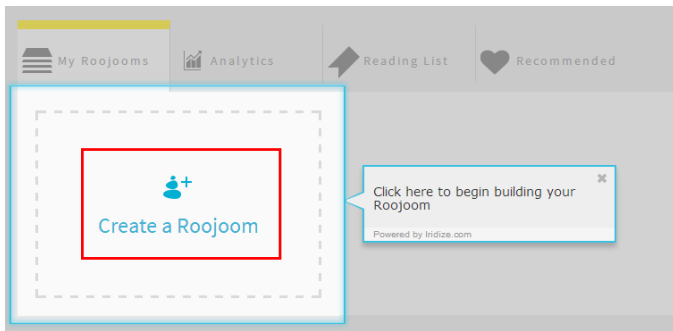 My Roojooms
Analytics
Reading List
Recommended
Create a Roojoom
Click here to begin building your
Roojoom
Powered by Iridize.com